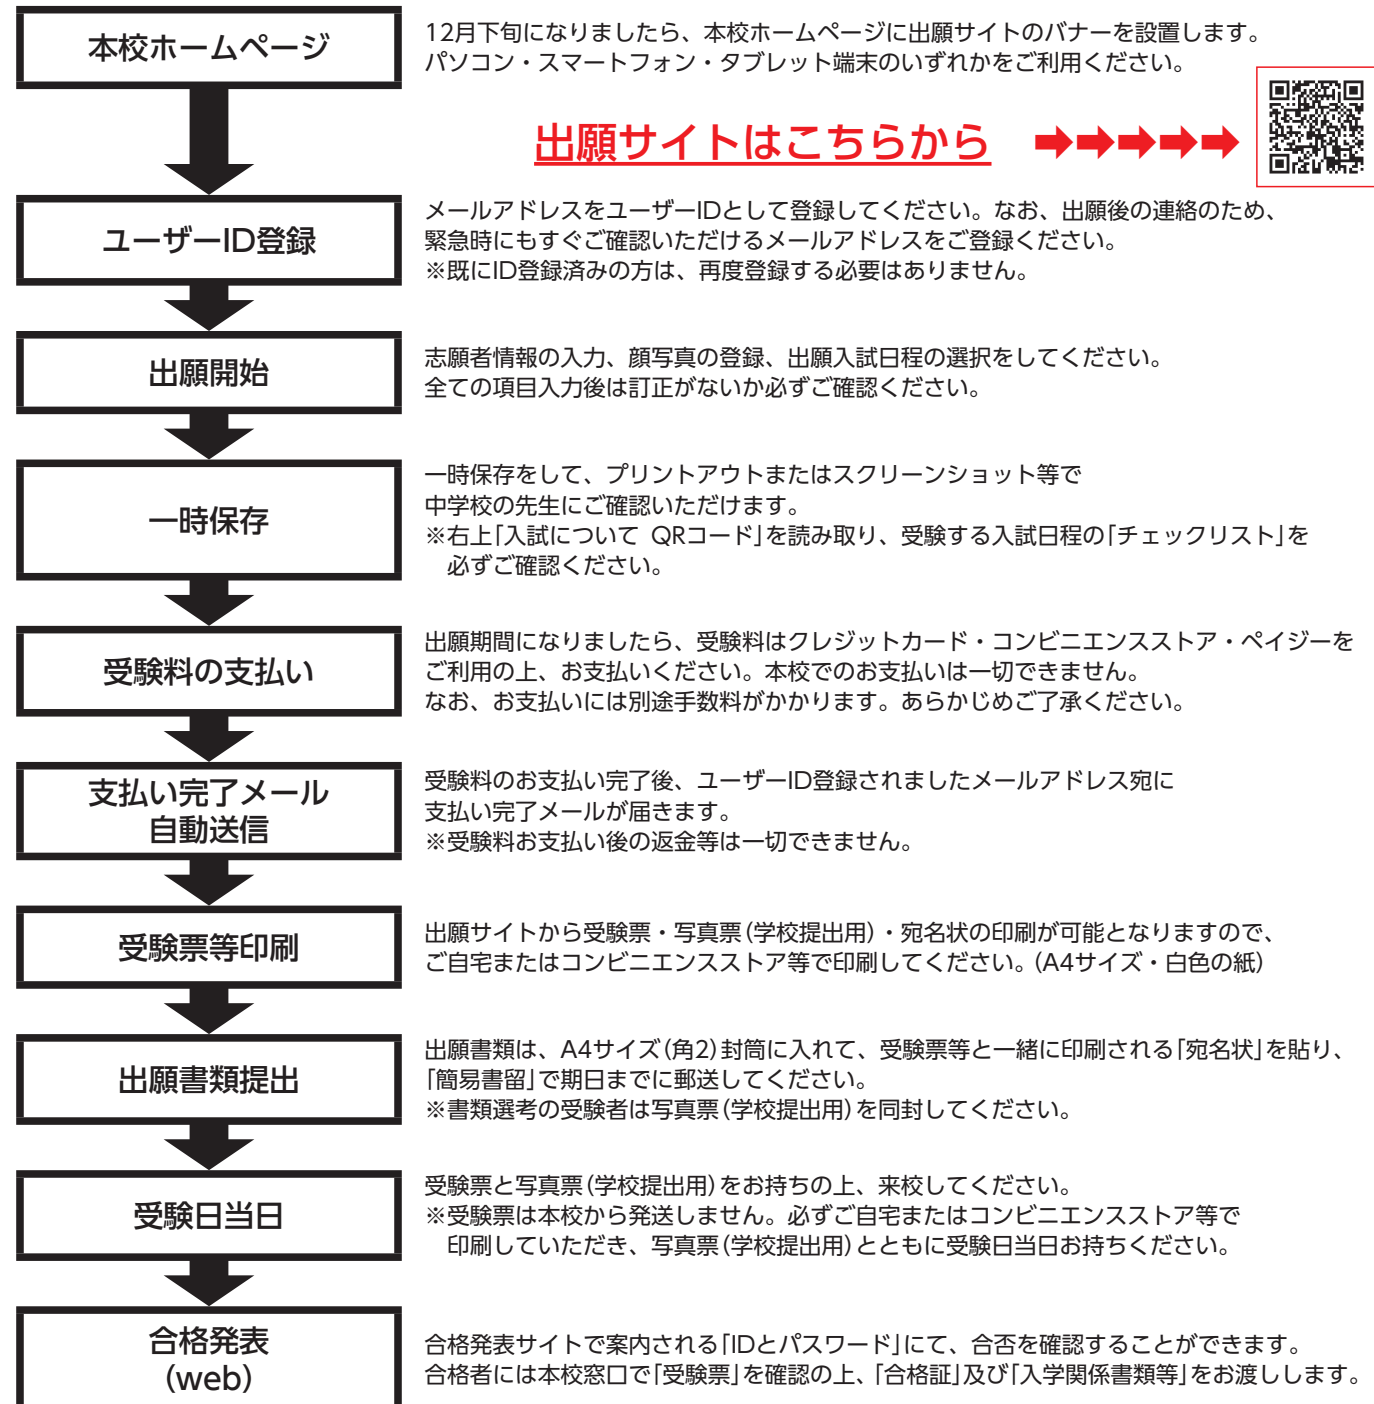 本校ホームページ
12月下旬になりましたら、本校ホームページに出願サイトのバナーを設置します。
パソコン・スマートフォン・タブレット端末のいずれかをご利用ください。
出願サイトはこちらから
ユーザーID登録
メールアドレスをユーザーIDとして登録してください。なお、出願後の連絡のため、
緊急時にもすぐご確認いただけるメールアドレスをご登録ください。
※既にID登録済みの方は、再度登録する必要はありません。
出願開始
志願者情報の入力、顔写真の登録、出願入試日程の選択をしてください。
全ての項目入力後は訂正がないか必ずご確認ください。
一時保存
一時保存をして、プリントアウトまたはスクリーンショット等で
中学校の先生にご確認いただけます。
※右上「入試について QRコード」を読み取り、受験する入試日程の「チェックリスト」を
必ずご確認ください。
受験料の支払い
出願期間になりましたら、受験料はクレジットカード・コンビニエンスストア・ペイジーを
ご利用の上、お支払いください。本校でのお支払いは一切できません。
なお、お支払いには別途手数料がかかります。あらかじめご了承ください。
支払い完了メール
自動送信
受験料のお支払い完了後、ユーザーID登録されましたメールアドレス宛に
支払い完了メールが届きます。
※受験料お支払い後の返金等は一切できません。
受験票等印刷
出願サイトから受験票・写真票(学校提出用)・宛名状の印刷が可能となりますので、
ご自宅またはコンビニエンスストア等で印刷してください。(A4サイズ・白色の紙)
出願書類提出
出願書類は、A4サイズ(角2)封筒に入れて、受験票等と一緒に印刷される「宛名状」を貼り、
「簡易書留」で期日までに郵送してください。
※書類選考の受験者は写真票(学校提出用)を同封してください。
受験日当日
受験票と写真票(学校提出用)をお持ちの上、来校してください。
※受験票は本校から発送しません。必ずご自宅またはコンビニエンスストア等で
印刷していただき、写真票(学校提出用)とともに受験日当日お持ちください。
合格発表
(web)
合格発表サイトで案内される「IDとパスワード」にて、合否を確認することができます。
合格者には本校窓口で「受験票」を確認の上、「合格証」及び「入学関係書類等」をお渡しします。